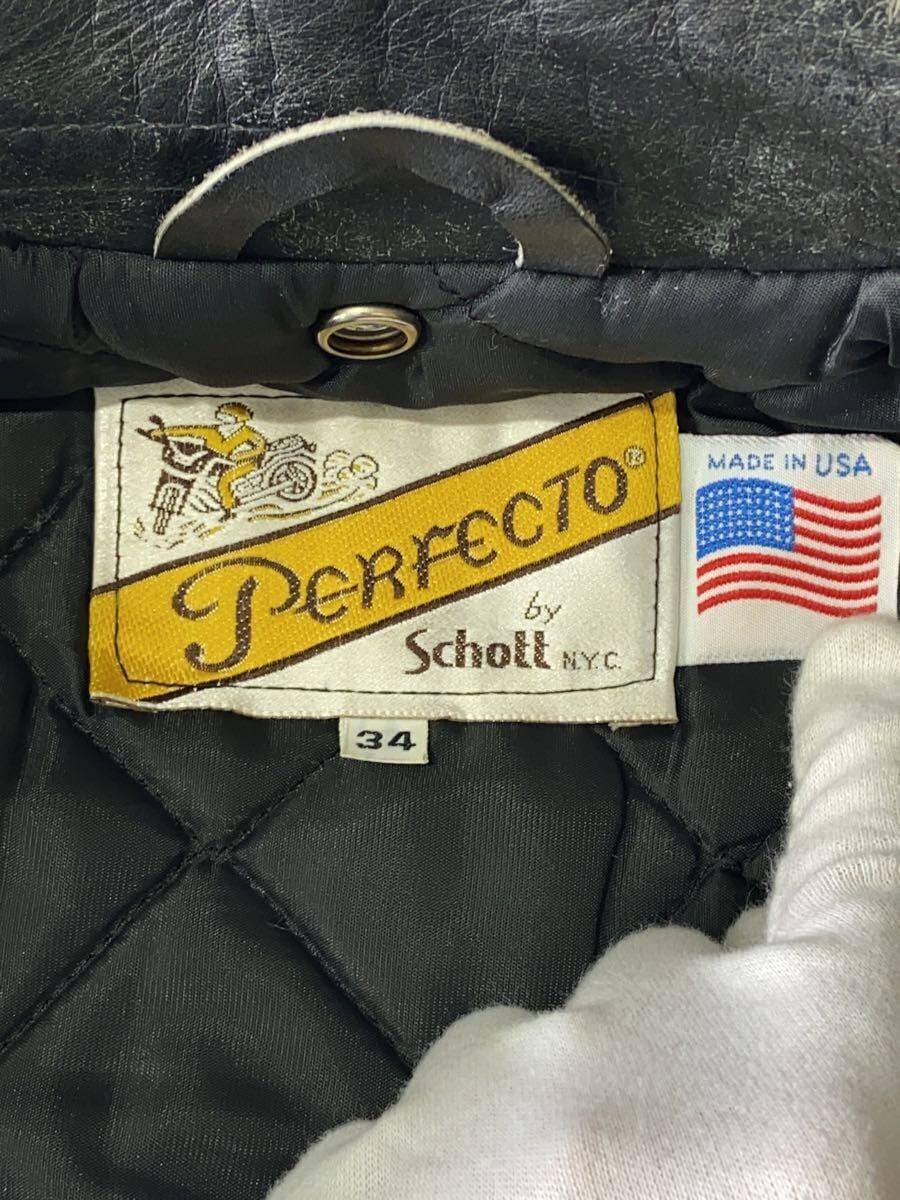 PERFECTO®
by
Schott N.Y.C.
MADE IN USA
34